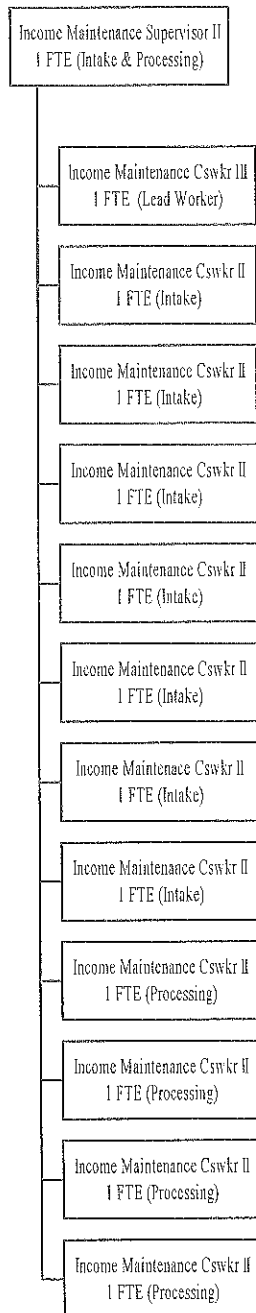 Income Maintenance Supervisor II
1 FTE (Intake & Processing)
Income Maintenance Cswkr III
1 FTE (Lead Worker)
Income Maintenance Cswkr II
1 FTE (Intake)
Income Maintenance Cswkr II
1 FTE (Intake)
Income Maintenance Cswkr II
1 FTE (Intake)
Income Maintenance Cswkr II
1 FTE (Intake)
Income Maintenance Cswkr II
1 FTE (Intake)
Income Maintenace Cswkr II
1 FTE (Intake)
Income Maintenance Cswkr II
1 FTE (Intake)
Income Maintenance Cswkr II
1 FTE (Processing)
Income Maintenance Cswkr II
1 FTE (Processing)
Income Maintenance Cswkr II
1 FTE (Processing)
Income Maintenance Cswkr II
1 FTE (Processing)